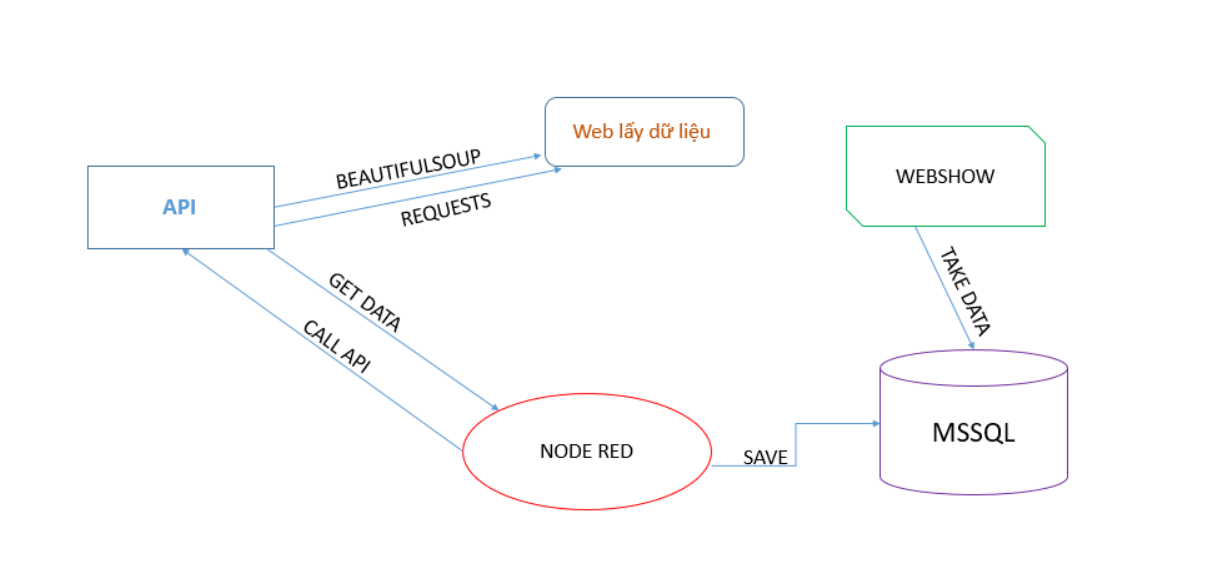 Web lấy dữ liệu
BEAUTIFULSOUP
REQUESTS
API
WEBSHOW
GET DATA
CALL API
TAKE DATA
NODE RED
SAVE
MSSQL